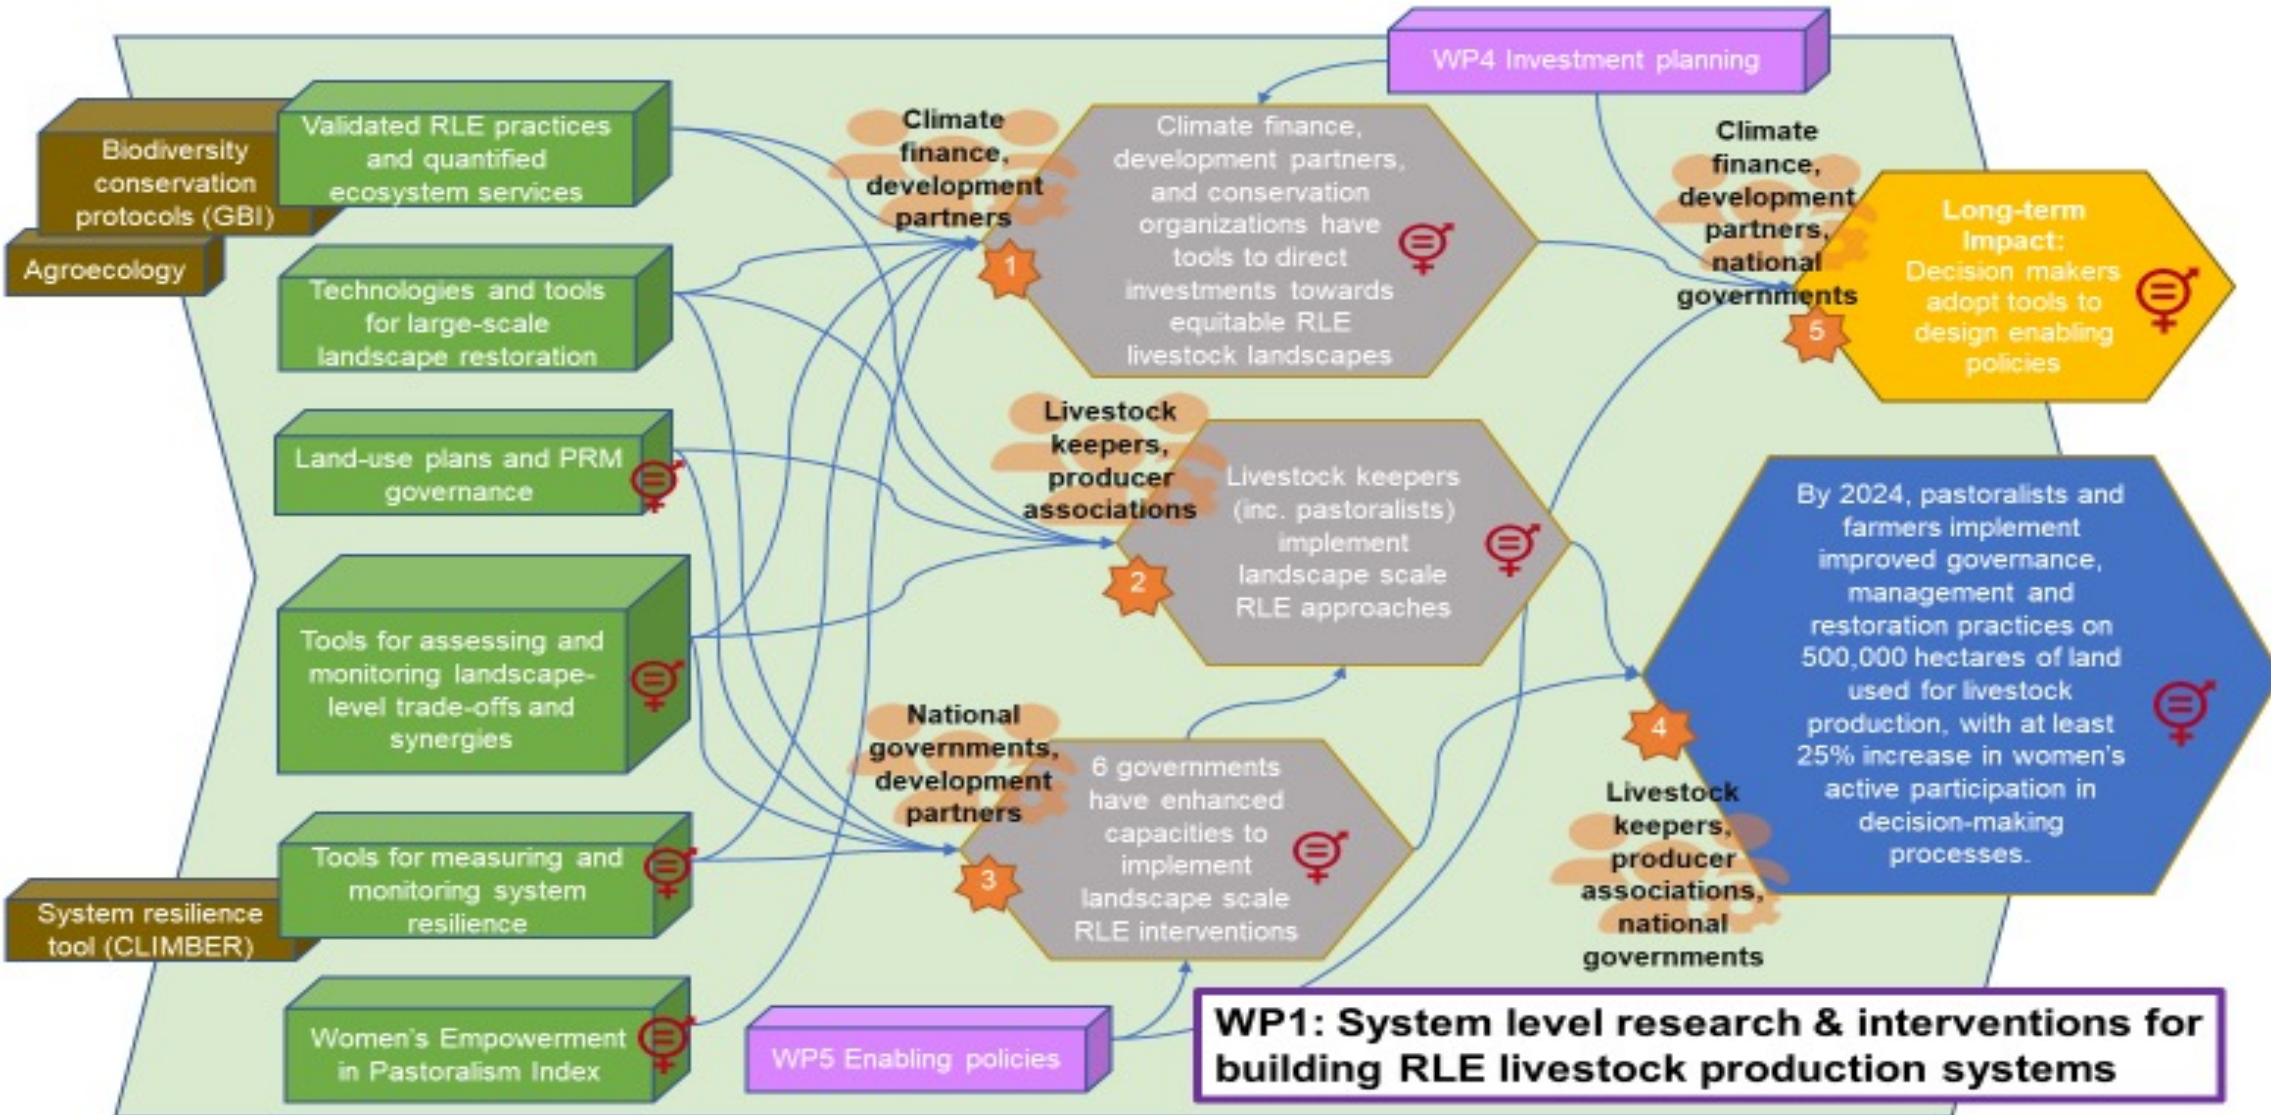 WP4 Investment planning
Biodiversity
conservation
protocols (GBI)
Agroecology
Validated RLE practices
and quantified
ecosystem services
Technologies and tools
for large-scale
landscape restoration
Land-use plans and PRM
governance
Tools for assessing and
monitoring landscape-
level trade-offs and
synergies
System resilience
tool (CLIMBER)
Tools for measuring and
monitoring system
resilience
Women's Empowerment
in Pastoralism Index
Climate
finance,
development
partners
1
Climate finance,
development partners,
and conservation
organizations have
tools to direct
investments towards
equitable RLE
livestock landscapes
Livestock
keepers,
producer
associations
2
Livestock keepers
(inc. pastoralists)
implement
landscape scale
RLE approaches
National
governments,
development
partners
3
6 governments
have enhanced
capacities to
implement
landscape scale
RLE interventions
WP5 Enabling policies
Climate
finance,
development
partners,
national
governments
5
Long-term
Impact:
Decision makers
adopt tools to
design enabling
policies
4
By 2024, pastoralists and
farmers implement
improved governance,
management and
restoration practices on
500,000 hectares of land
used for livestock
production, with at least
25% increase in women's
active participation in
decision-making
processes.
Livestock
keepers,
producer
associations,
national
governments
WP1: System level research & interventions for
building RLE livestock production systems